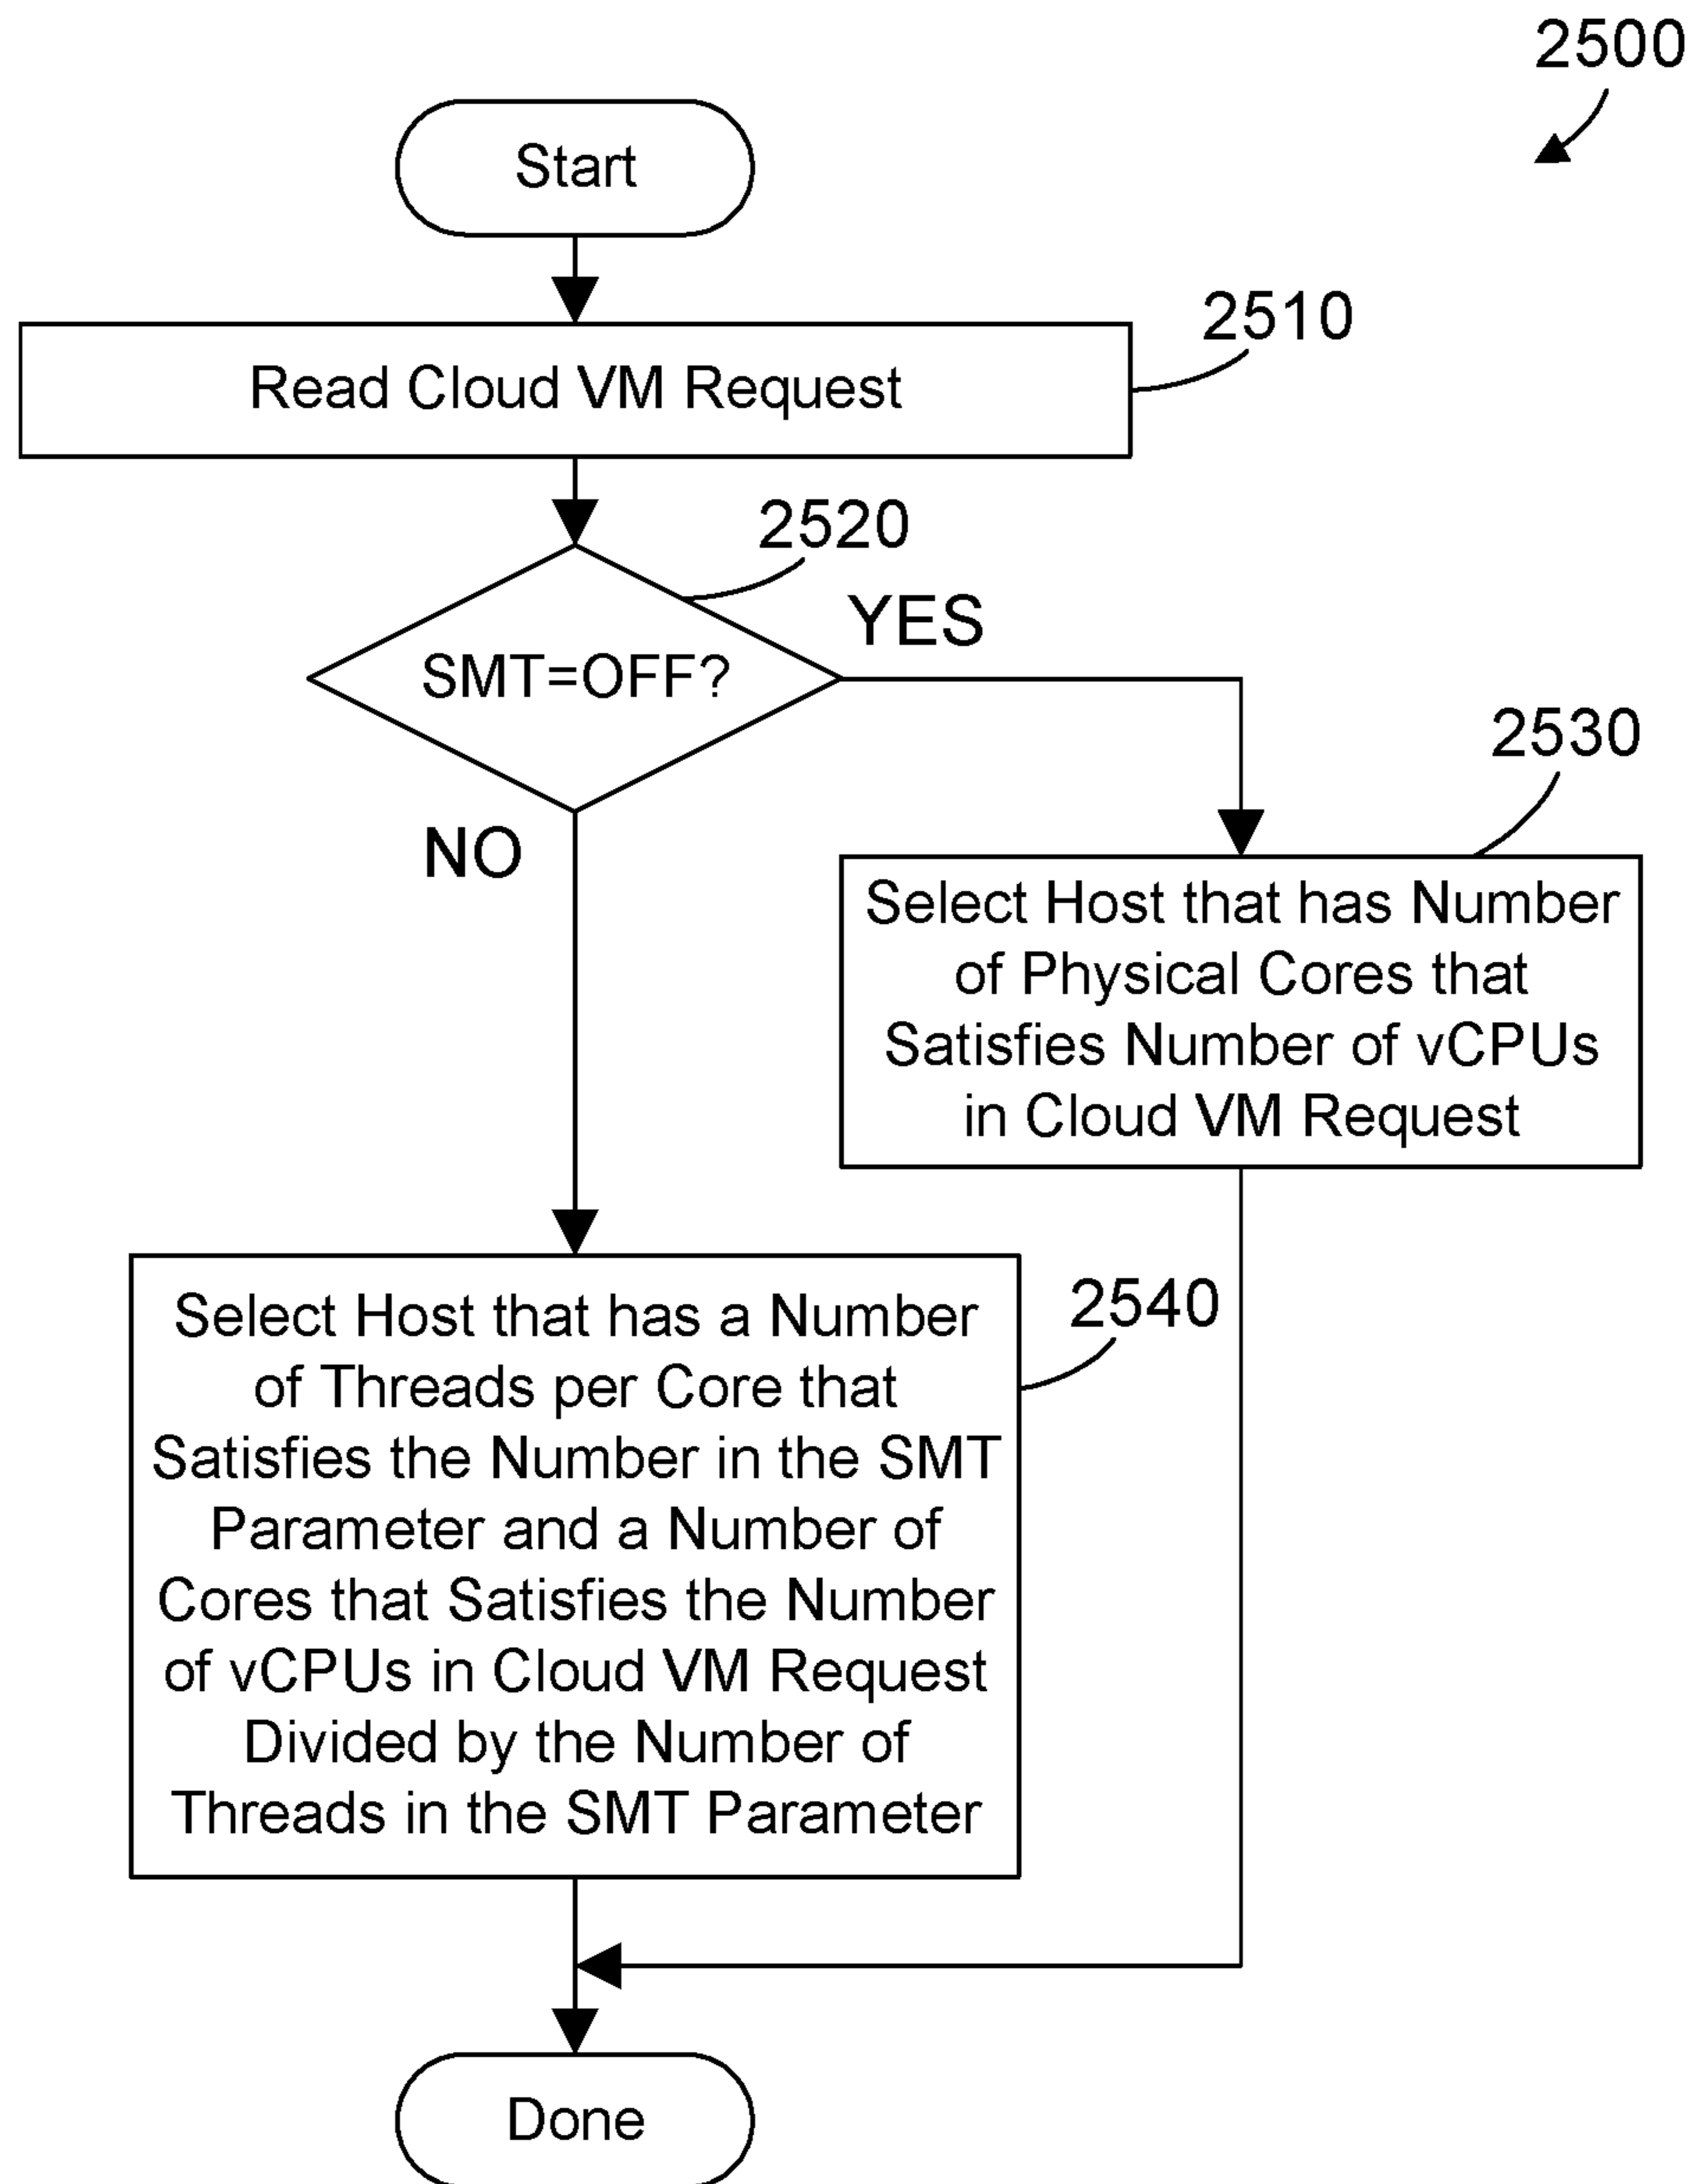 2500
Start
2510
Read Cloud VM Request
2520
YES
SMT=OFF?
2530
NO
Select Host that has Number
of Physical Cores that
Satisfies Number of vCPUs
in Cloud VM Request
2540
Select Host that has a Number
of Threads per Core that
Satisfies the Number in the SMT
Parameter and a Number of
Cores that Satisfies the Number
of vCPUs in Cloud VM Request
Divided by the Number of
Threads in the SMT Parameter
Done